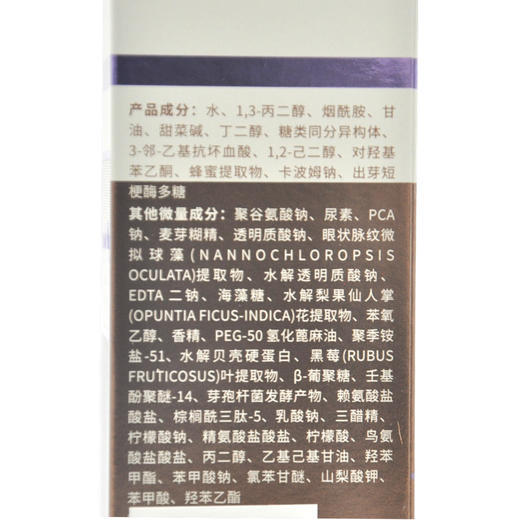 产品成分：水、1,3-丙二醇、烟酰胺、甘
油、甜菜碱、丁二醇、糖类同分异构体、
3-邻-乙基抗坏血酸、1,2-己二醇、对羟基
苯乙酮、蜂蜜提取物、卡波姆钠、出芽短
梗酶多糖
其他微量成分：聚谷氨酸钠、尿素、PCA
钠、麦芽糊精、透明质酸钠、眼状脉纹微
拟球藻(NANNOCHLOROPSIS
OCULATA)提取物、水解透明质酸钠、
EDTA 二钠、海藻糖、水解梨果仙人掌
(OPUNTIA FICUS-INDICA)花提取物、苯氧
乙醇、香精、PEG-50 氢化蓖麻油、聚季铵
盐-51、水解贝壳硬蛋白、黑莓(RUBUS
FRUTICOSUS)叶提取物、β-葡聚糖、壬基
酚聚醚-14、芽孢杆菌发酵产物、赖氨酸盐
酸盐、棕榈酰三肽-5、乳酸钠、三醋精、
柠檬酸钠、精氨酸盐酸盐、柠檬酸、鸟氨
酸盐酸盐、丙二醇、乙基己基甘油、羟苯
甲酯、苯甲酸钠、氯苯甘醚、山梨酸钾、
苯甲酸、羟苯乙酯